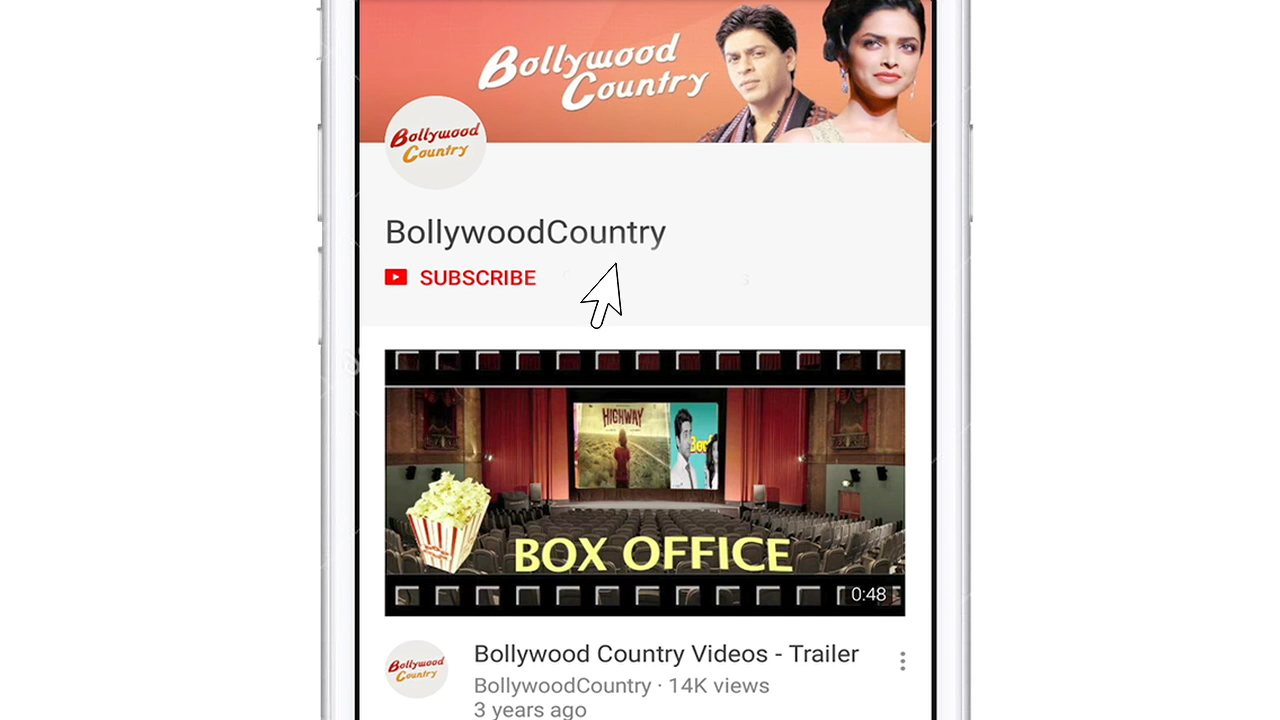 Bollywood
Country
Bollywood
Country
BollywoodCountry
SUBSCRIBE
HIGHWAY
BOX OFFICE
0:48
Bollywood Country Videos - Trailer
Bollywood
Country
BollywoodCountry · 14K views
3 years ago